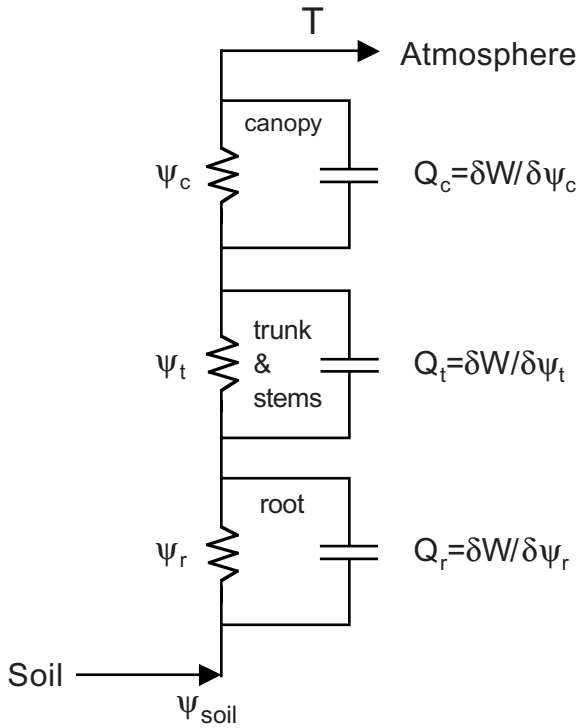 T
Atmosphere
canopy
ψc
Qc=δW/δψc
trunk
&
stems
ψt
Qt=δW/δψt
root
ψr
Qr=δW/δψr
Soil
ψsoil